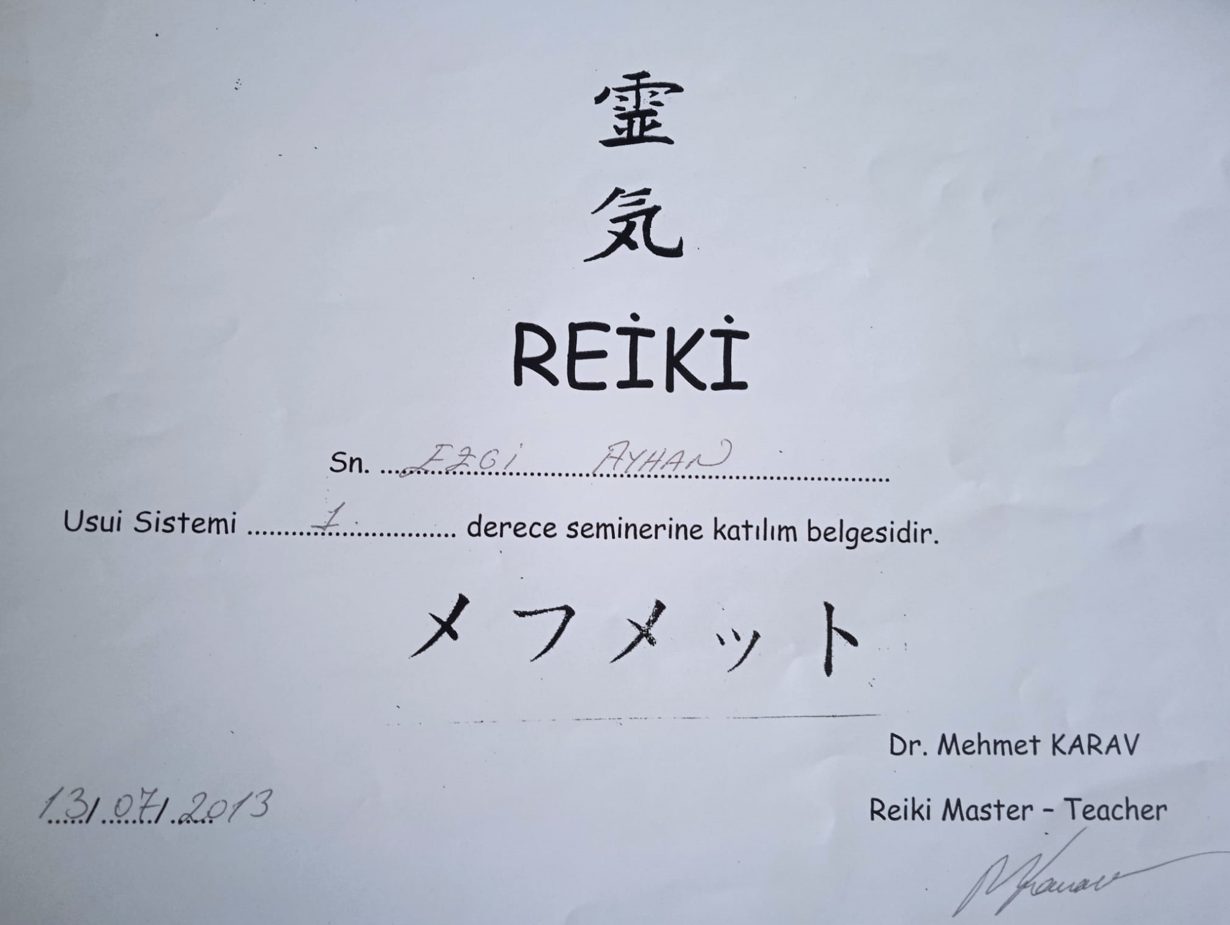 霊
気
REİKİ
Sn. ....EZGİ AYHAN....
Usui Sistemi ........1............ derece seminerine katılım belgesidir.
メフメット
Dr. Mehmet KARAV
13/07/2013
Reiki Master – Teacher
MKarav